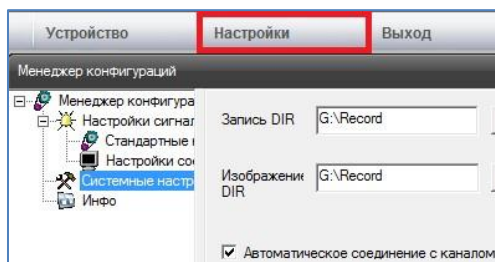 Устройство Настройки Выход
Менеджер конфигураций
Менеджер конфигура
Настройки сигнал
Стандартные
Настройки соe
Системные настр
Инфо
Запись DIR G:\Record
Изображение DIR G:\Record
Автоматическое соединение с каналом